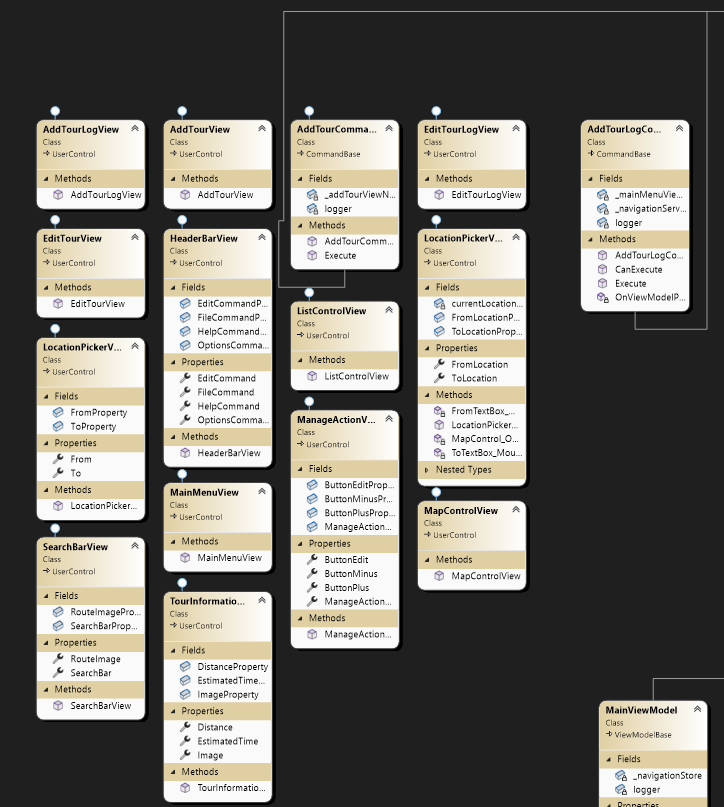 AddTourLogView
Class
UserControl
Methods
AddTourLogView
EditTourView
Class
UserControl
Methods
EditTourView
LocationPickerV...
Class
UserControl
Fields
FromProperty
ToProperty
Properties
From
To
Methods
LocationPicker...
SearchBarView
Class
UserControl
Fields
RouteImagePro...
SearchBarProp...
Properties
RouteImage
SearchBar
Methods
SearchBarView
AddTourView
Class
UserControl
Methods
AddTourView
HeaderBarView
Class
UserControl
Fields
EditCommandP...
FileCommandP...
HelpCommand...
OptionsComma...
Properties
EditCommand
FileCommand
HelpCommand
OptionsComma...
Methods
HeaderBarView
MainMenuView
Class
UserControl
Methods
MainMenuView
TourInformatio...
Class
UserControl
Fields
DistanceProperty
EstimatedTime...
ImageProperty
Properties
Distance
EstimatedTime
Image
Methods
TourInformatio...
AddTourComma...
Class
CommandBase
Fields
_addTourViewN...
logger
Methods
AddTourComm...
Execute
ListControlView
Class
UserControl
Methods
ListControlView
ManageActionV...
Class
UserControl
Fields
ButtonEditProp...
ButtonMinusPr...
ButtonPlusProp...
ManageAction...
Properties
ButtonEdit
ButtonMinus
ButtonPlus
ManageAction...
Methods
ManageAction...
EditTourLogView
Class
UserControl
Methods
EditTourLogView
LocationPickerV...
Class
UserControl
Fields
currentLocation...
FromLocationP...
ToLocationProp...
Properties
FromLocation
ToLocation
Methods
FromTextBox_...
LocationPicker...
MapControl_O...
ToTextBox_Mou...
Nested Types
MapControlView
Class
UserControl
Methods
MapControlView
AddTourLogCo...
Class
CommandBase
Fields
_mainMenuVie...
_navigationServ...
logger
Methods
AddTourLogCo...
CanExecute
Execute
OnViewModelP...
MainViewModel
Class
ViewModelBase
Fields
_navigationStore
logger
Properties